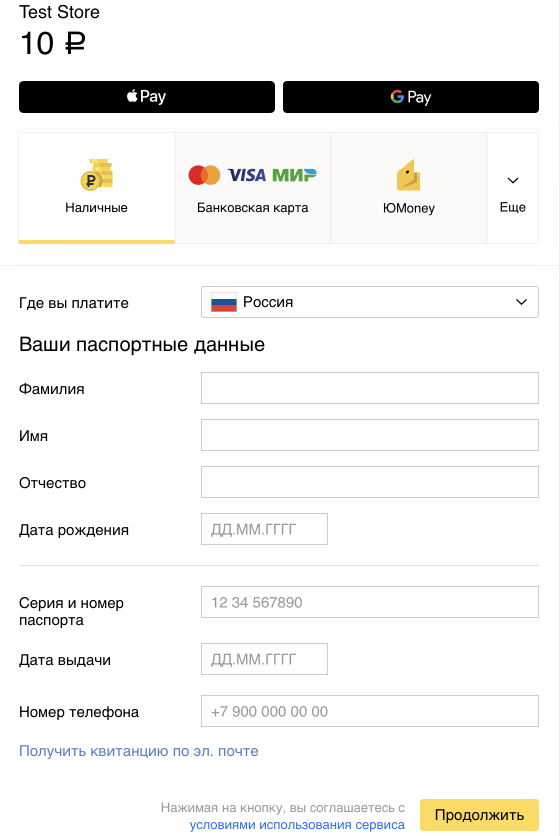 Test Store
10 ₽
Pay
G Pay
₽
VISA МИР
Наличные
Банковская карта
ЮMoney
Еще
Где вы платите
Россия
Ваши паспортные данные
Фамилия
Имя
Отчество
Дата рождения
ДД.ММ.ГГГГ
Серия и номер
паспорта
12 34 567890
Дата выдачи
ДД.ММ.ГГГГ
Номер телефона
+7 900 000 00 00
Получить квитанцию по эл. почте
Нажимая на кнопку, вы соглашаетесь с
условиями использования сервиса
Продолжить